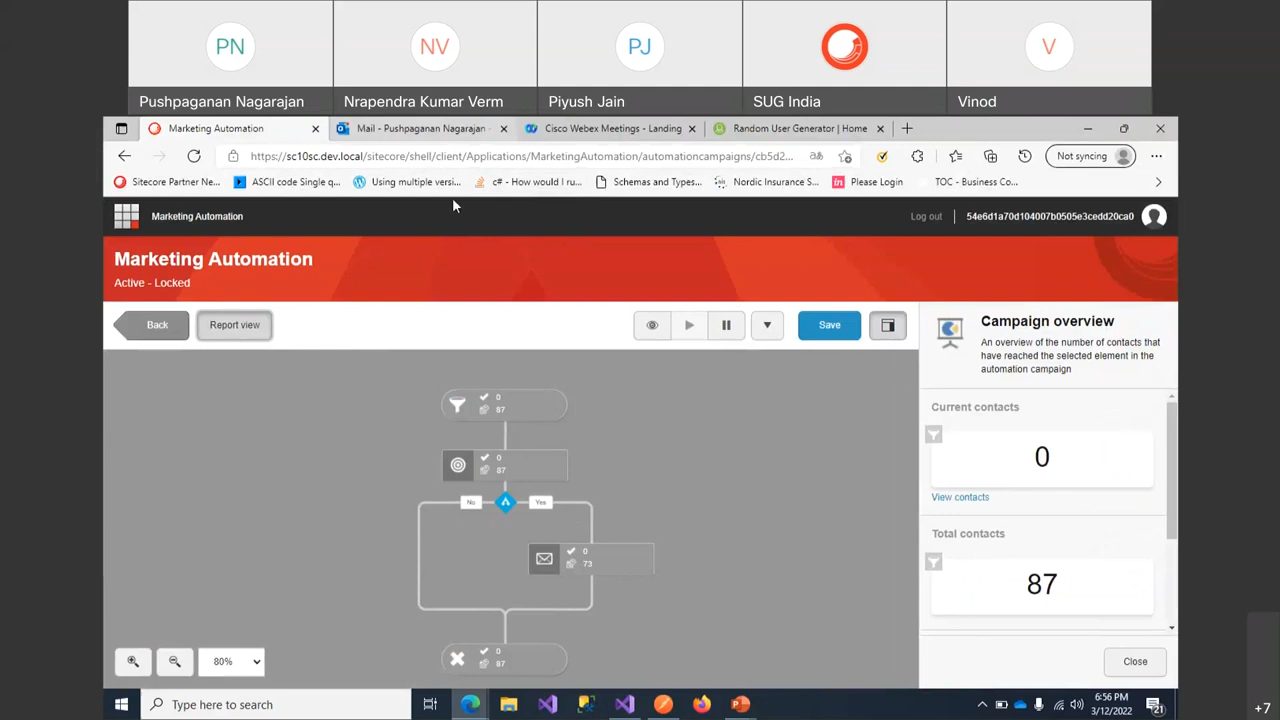 PN
NV
PJ
V
Pushpaganan Nagarajan
Nrapendra Kumar Verm
Piyush Jain
SUG India
Vinod
Marketing Automation
Mail - Pushpaganan Nagarajan -
Cisco Webex Meetings - Landing
Random User Generator | Home
https://sc10sc.dev.local/sitecore/shell/client/Applications/MarketingAutomation/automationcampaigns/cb5d2...
Not syncing
Sitecore Partner Ne...
ASCII code Single q...
Using multiple versi...
c# - How would I ru...
Schemas and Types...
Nordic Insurance S...
Please Login
TOC - Business Co...
Marketing Automation
Log out
54e6d1a70d104007b0505e3cedd20ca0
Marketing Automation
Active - Locked
Back
Report view
Save
Campaign overview
An overview of the number of contacts that
have reached the selected element in the
automation campaign
Current contacts
0
View contacts
Total contacts
87
Close
0
87
0
87
No
Yes
0
73
0
87
80%
Type here to search
6:56 PM
3/12/2022
21
+7